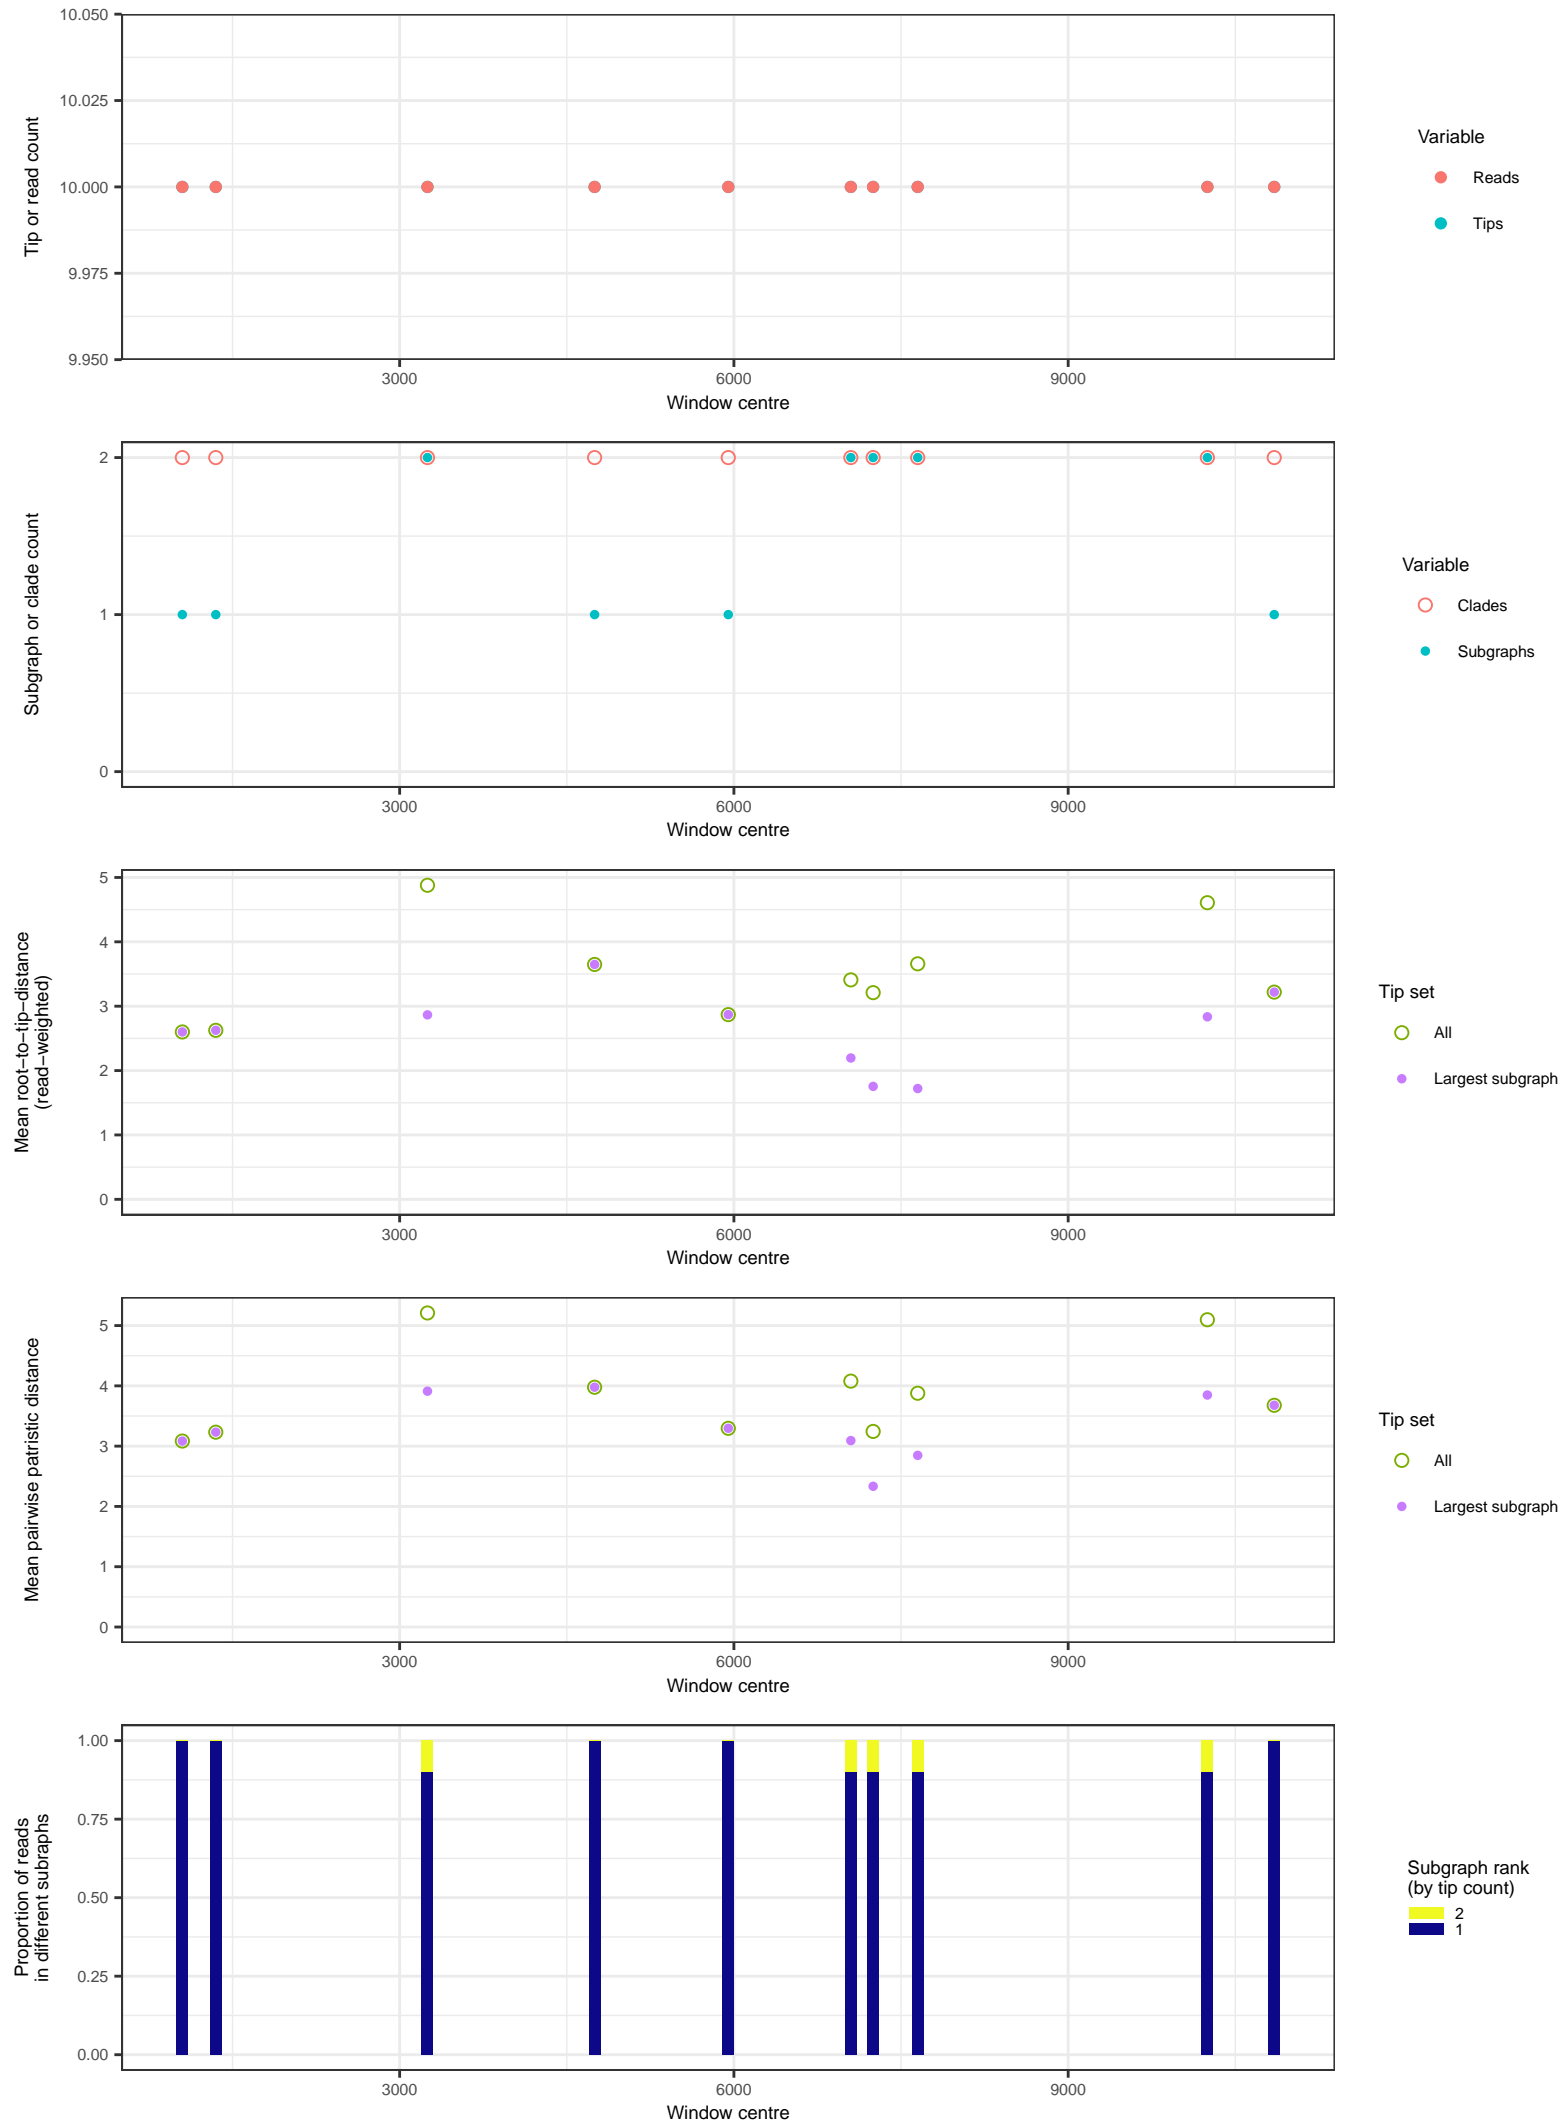 10.050
10.025
10.000
9.975
9.950
Tip or read count
3000
6000
9000
Window centre
Variable
Reads
Tips
2
1
0
Subgraph or clade count
3000
6000
9000
Window centre
Variable
Clades
Subgraphs
5
4
3
2
1
0
Mean root−to−tip−distance
(read−weighted)
3000
6000
9000
Window centre
Tip set
All
Largest subgraph
5
4
3
2
1
0
Mean pairwise patristic distance
3000
6000
9000
Window centre
Tip set
All
Largest subgraph
1.00
0.75
0.50
0.25
0.00
Proportion of reads
in different subraphs
3000
6000
9000
Window centre
Subgraph rank
(by tip count)
2
1